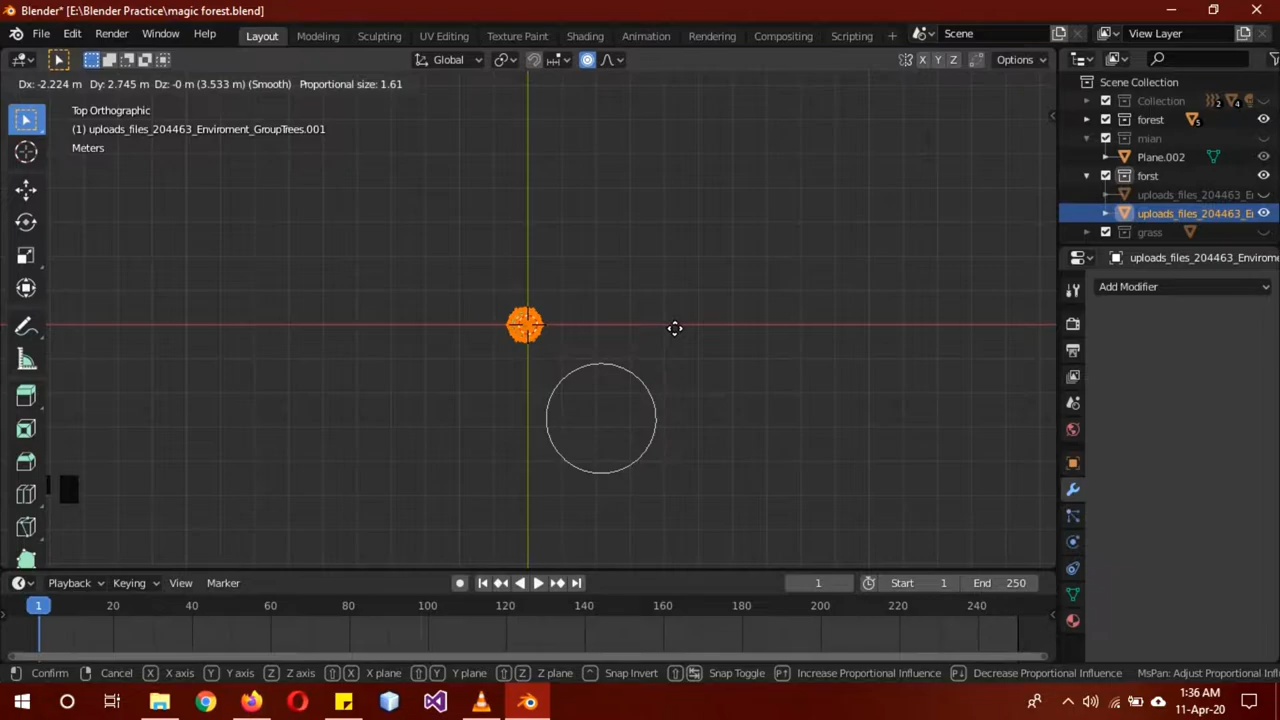 Blender* [E:\Blender Practice\magic forest.blend]
File Edit Render Window Help Layout Modeling Sculpting UV Editing Texture Paint Shading Animation Rendering Compositing Scripting + Scene View Layer
Global X Y Z Options
Dx: -2.224 m Dy: 2.745 m Dz: -0 m (3.533 m) (Smooth) Proportional size: 1.61
Top Orthographic
(1) uploads_files_204463_Enviroment_GroupTrees.001
Meters
Scene Collection
Collection 2 4
forest 5
mian
Plane.002
forst
uploads_files_204463_E
uploads_files_204463_E
grass
uploads_files_204463_Envirome
Add Modifier
Playback Keying View Marker 1 Start 1 End 250
1 20 40 60 80 100 120 140 160 180 200 220 240
Confirm Cancel X X axis Y Y axis Z Z axis X X plane Y Y plane Z Z plane Snap Invert Snap Toggle Increase Proportional Influence Decrease Proportional Influence MsPan: Adjust Proportional Infl
1:36 AM
11-Apr-20